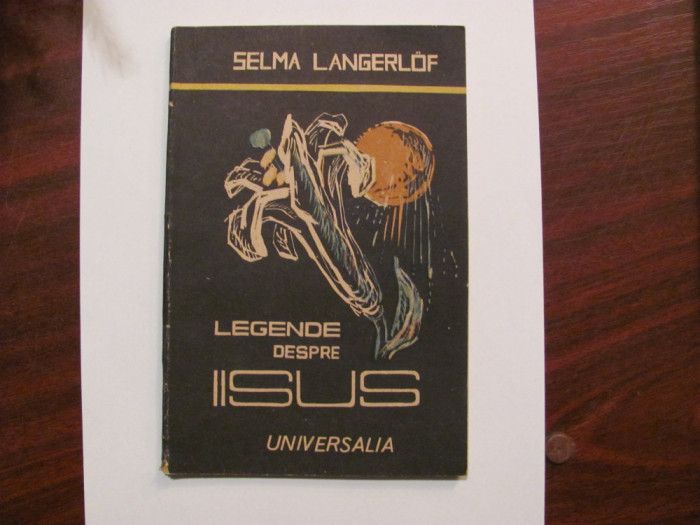 SELMA LANGERLÖF
LEGENDE
DESPRE
IISUS
UNIVERSALIA